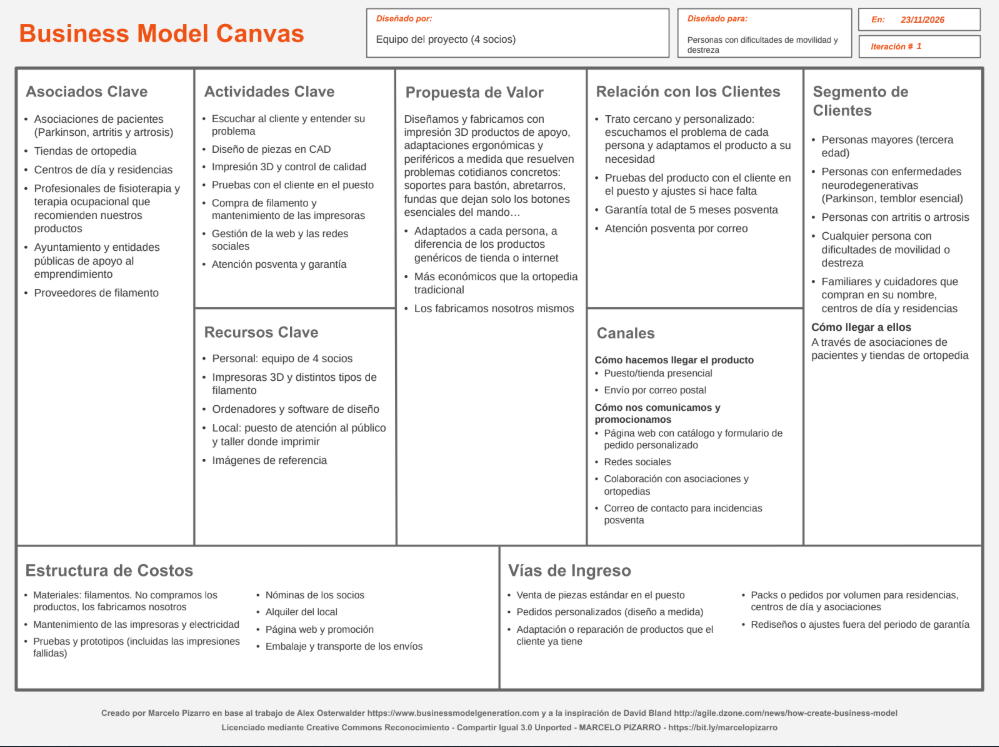 Business Model Canvas
Diseñado por:
Equipo del proyecto (4 socios)
Diseñado para:
Personas con dificultades de movilidad y
destreza
En: 23/11/2026
Iteración # 1
Asociados Clave
• Asociaciones de pacientes
(Parkinson, artritis y artrosis)
• Tiendas de ortopedia
• Centros de día y residencias
• Profesionales de fisioterapia y
terapia ocupacional que
recomienden nuestros
productos
• Ayuntamiento y entidades
públicas de apoyo al
emprendimiento
• Proveedores de filamento
Actividades Clave
• Escuchar al cliente y entender su
problema
• Diseño de piezas en CAD
• Impresión 3D y control de calidad
• Pruebas con el cliente en el puesto
• Compra de filamento y
mantenimiento de las impresoras
• Gestión de la web y las redes
sociales
• Atención posventa y garantía
Recursos Clave
• Personal: equipo de 4 socios
• Impresoras 3D y distintos tipos de
filamento
• Ordenadores y software de diseño
• Local: puesto de atención al público
y taller donde imprimir
• Imágenes de referencia
Propuesta de Valor
Diseñamos y fabricamos con
impresión 3D productos de apoyo,
adaptaciones ergonómicas y
periféricos a medida que resuelven
problemas cotidianos concretos:
soportes para bastón, abretarros,
fundas que dejan solo los botones
esenciales del mando…
• Adaptados a cada persona, a
diferencia de los productos
genéricos de tienda o internet
• Más económicos que la ortopedia
tradicional
• Los fabricamos nosotros mismos
Relación con los Clientes
• Trato cercano y personalizado:
escuchamos el problema de cada
persona y adaptamos el producto a su
necesidad
• Pruebas del producto con el cliente en
el puesto y ajustes si hace falta
• Garantía total de 5 meses posventa
• Atención posventa por correo
Canales
Cómo hacemos llegar el producto
• Puesto/tienda presencial
• Envío por correo postal
Cómo nos comunicamos y
promocionamos
• Página web con catálogo y formulario de
pedido personalizado
• Redes sociales
• Colaboración con asociaciones y
ortopedias
• Correo de contacto para incidencias
posventa
Segmento de
Clientes
• Personas mayores (tercera
edad)
• Personas con enfermedades
neurodegenerativas
(Parkinson, temblor esencial)
• Personas con artritis o artrosis
• Cualquier persona con
dificultades de movilidad o
destreza
• Familiares y cuidadores que
compran en su nombre,
centros de día y residencias
Cómo llegar a ellos
A través de asociaciones de
pacientes y tiendas de ortopedia
Estructura de Costos
• Materiales: filamentos. No compramos los
productos, los fabricamos nosotros
• Mantenimiento de las impresoras y electricidad
• Pruebas y prototipos (incluidas las impresiones
fallidas)
• Nóminas de los socios
• Alquiler del local
• Página web y promoción
• Embalaje y transporte de los envíos
Vías de Ingreso
• Venta de piezas estándar en el puesto
• Pedidos personalizados (diseño a medida)
• Adaptación o reparación de productos que el
cliente ya tiene
• Packs o pedidos por volumen para residencias,
centros de día y asociaciones
• Rediseños o ajustes fuera del periodo de garantía
Creado por Marcelo Pizarro en base al trabajo de Alex Osterwalder https://www.businessmodelgeneration.com y a la inspiración de David Bland http://agile.dzone.com/news/how-create-business-model
Licenciado mediante Creative Commons Reconocimiento - Compartir Igual 3.0 Unported - MARCELO PIZARRO - https://bit.ly/marcelopizarro